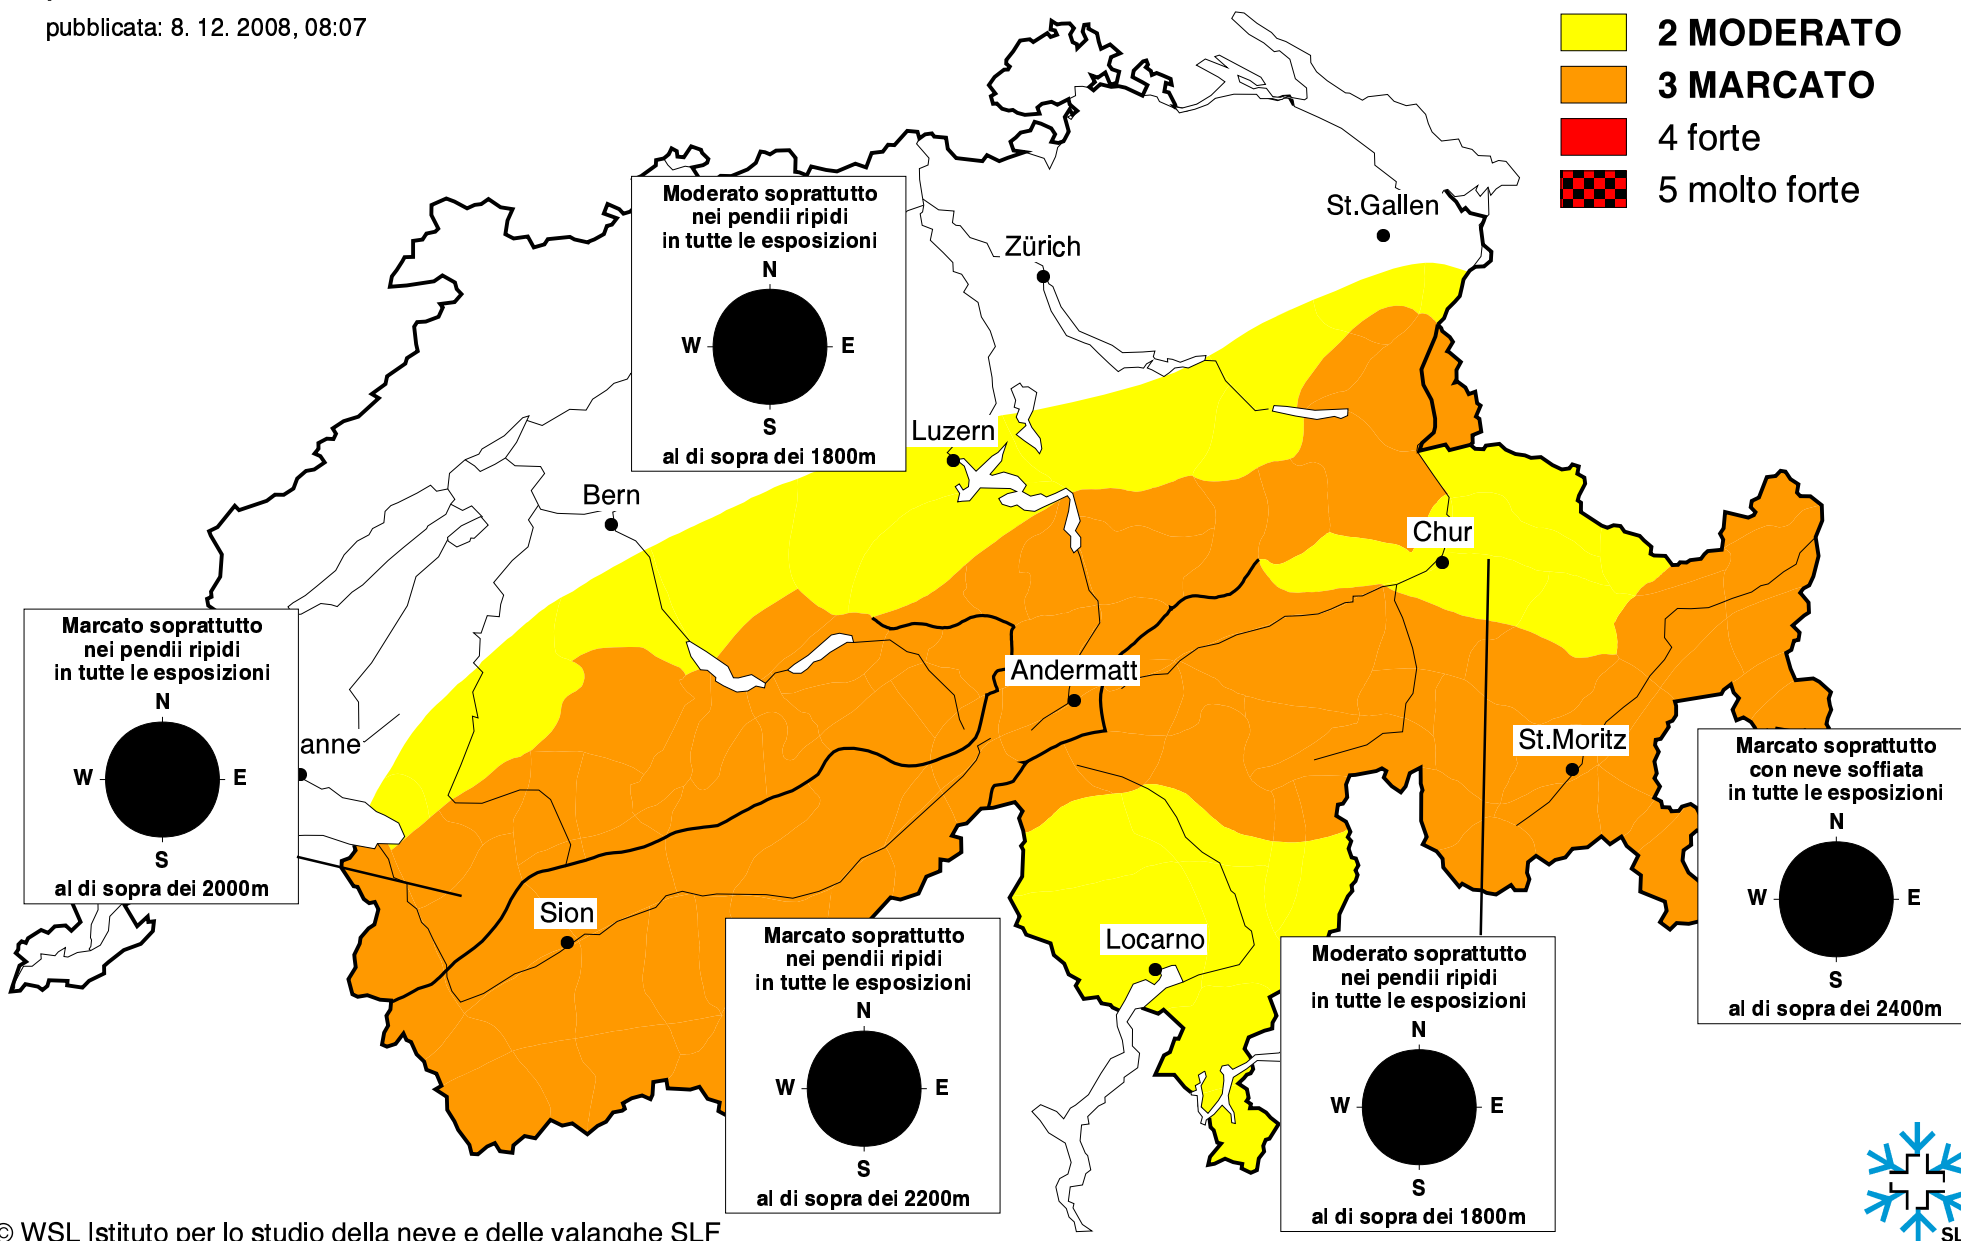 pubblicata: 8. 12. 2008, 08:07
2 MODERATO
3 MARCATO
4 forte
5 molto forte
Moderato soprattutto
nei pendii ripidi
in tutte le esposizioni
N
W E
S
al di sopra dei 1800m
St.Gallen
Zürich
Luzern
Bern
Chur
Marcato soprattutto
nei pendii ripidi
in tutte le esposizioni
N
W E
S
al di sopra dei 2000m
anne
Andermatt
St.Moritz
Marcato soprattutto
con neve soffiata
in tutte le esposizioni
N
W E
S
al di sopra dei 2400m
Sion
Locarno
Marcato soprattutto
nei pendii ripidi
in tutte le esposizioni
N
W E
S
al di sopra dei 2200m
Moderato soprattutto
nei pendii ripidi
in tutte le esposizioni
N
W E
S
al di sopra dei 1800m
© WSL Istituto per lo studio della neve e delle valanghe SLF
SL